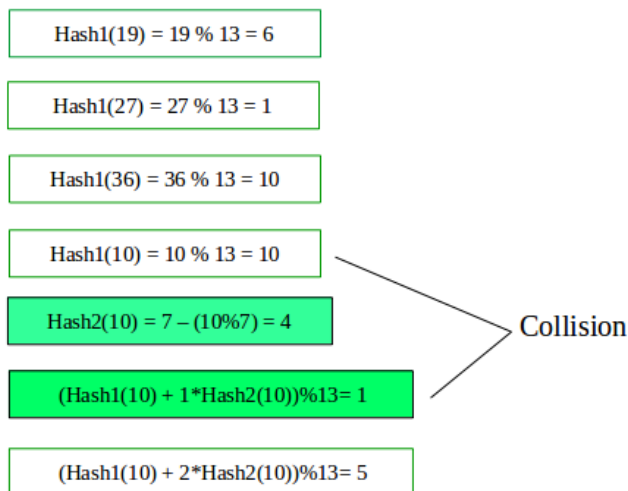 Hash1(19) = 19 % 13 = 6
Hash1(27) = 27 % 13 = 1
Hash1(36) = 36 % 13 = 10
Hash1(10) = 10 % 13 = 10
Hash2(10) = 7 – (10%7) = 4
Collision
(Hash1(10) + 1*Hash2(10))%13= 1
(Hash1(10) + 2*Hash2(10))%13= 5